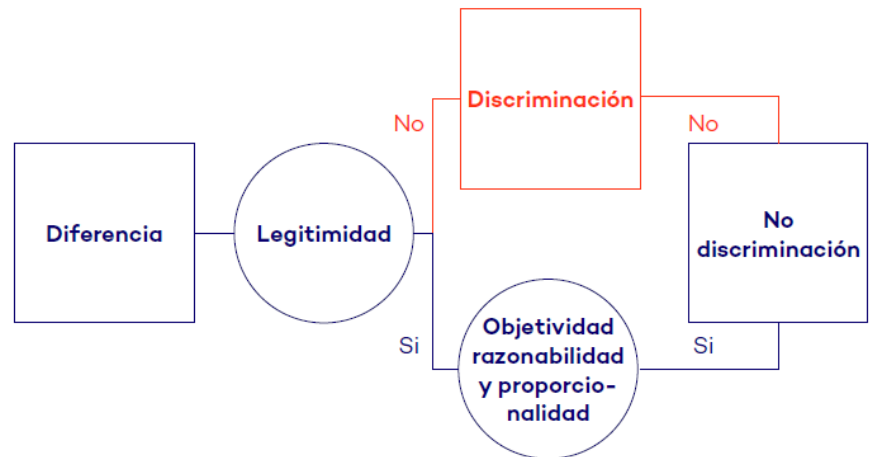 Discriminación
No
No
Diferencia
Legitimidad
No
discriminación
Si
Objetividad
razonabilidad
y proporcio-
nalidad
Si